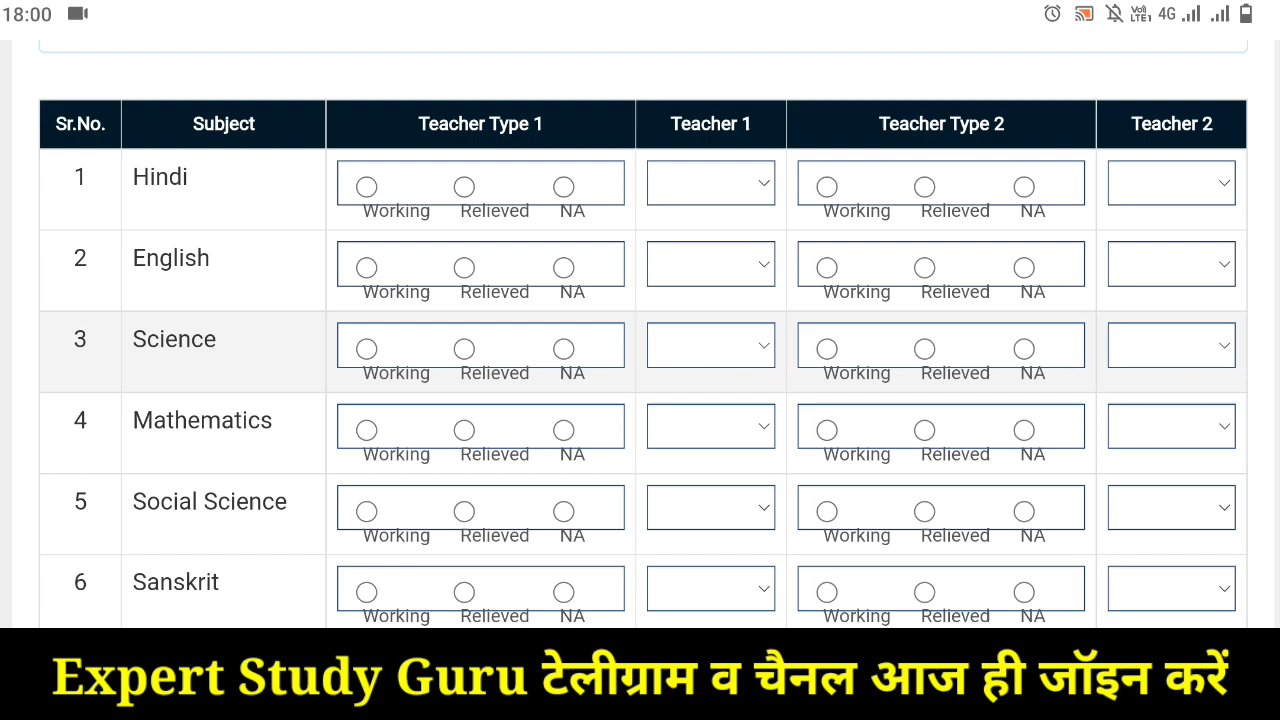 18:00 Vo) LTE1 4G
Sr.No. Subject Teacher Type 1 Teacher 1 Teacher Type 2 Teacher 2
1 Hindi
Working Relieved NA Working Relieved NA
2 English
Working Relieved NA Working Relieved NA
3 Science
Working Relieved NA Working Relieved NA
4 Mathematics
Working Relieved NA Working Relieved NA
5 Social Science
Working Relieved NA Working Relieved NA
6 Sanskrit
Working Relieved NA Working Relieved NA
Expert Study Guru टेलीग्राम व चैनल आज ही जॉइन करें